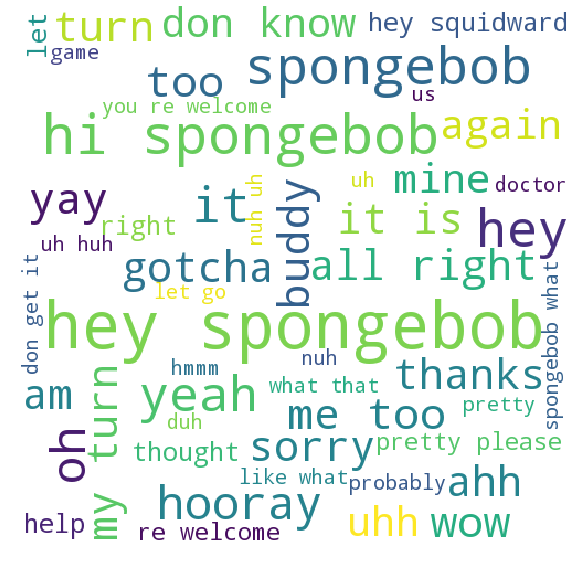 let
turn
don know
hey squidward
game
too
spongebob
you re welcome
us
hi spongebob
again
yay
right
it
nuh uh
buddy
uh
mine
doctor
it is
hey
uh huh
gotcha
all right
don get it
let go
spongebob what
hey spongebob
hmmm
nuh
am
my turn
yeah
what that
thanks
oh
duh
me too
pretty
thought
sorry
pretty please
like what
probably
ahh
help
re welcome
hooray
uhh
wow